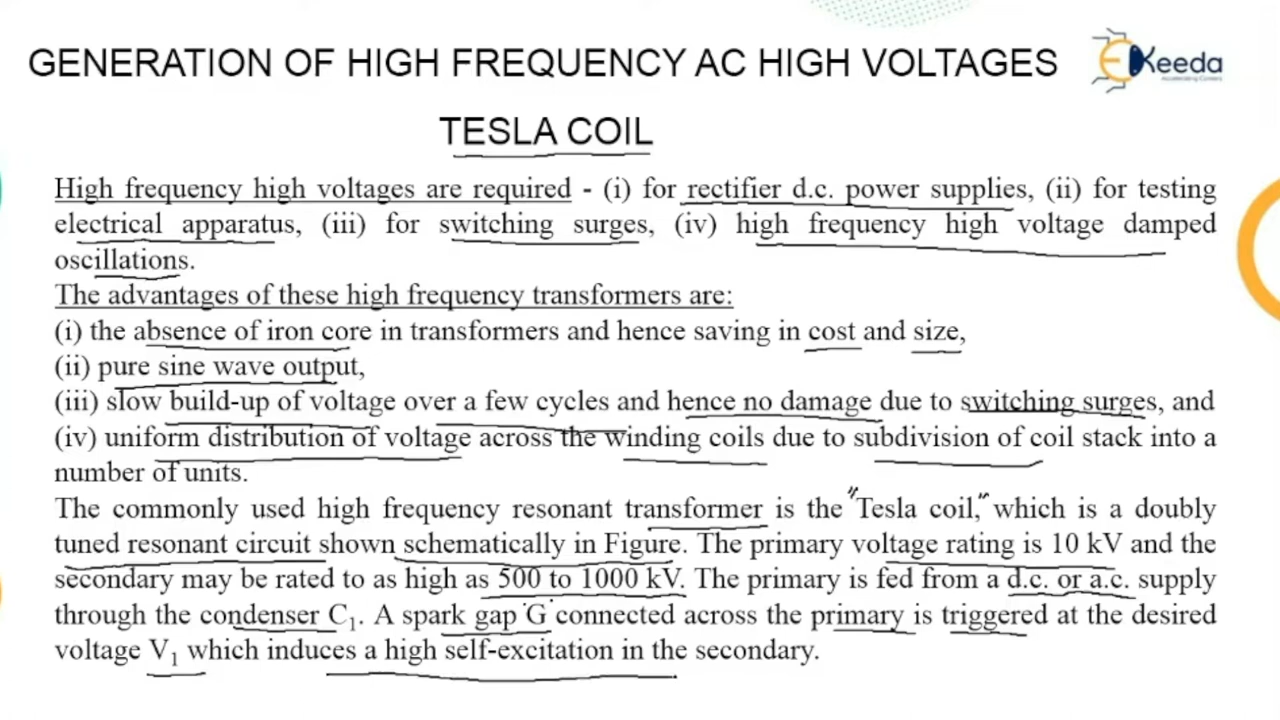 GENERATION OF HIGH FREQUENCY AC HIGH VOLTAGES
EKeeda
TESLA COIL
High frequency high voltages are required - (i) for rectifier d.c. power supplies, (ii) for testing
electrical apparatus, (iii) for switching surges, (iv) high frequency high voltage damped
oscillations.
The advantages of these high frequency transformers are:
(i) the absence of iron core in transformers and hence saving in cost and size,
(ii) pure sine wave output,
(iii) slow build-up of voltage over a few cycles and hence no damage due to switching surges, and
(iv) uniform distribution of voltage across the winding coils due to subdivision of coil stack into a
number of units.
The commonly used high frequency resonant transformer is the "Tesla coil," which is a doubly
tuned resonant circuit shown schematically in Figure. The primary voltage rating is 10 kV and the
secondary may be rated to as high as 500 to 1000 kV. The primary is fed from a d.c. or a.c. supply
through the condenser C₁. A spark gap G connected across the primary is triggered at the desired
voltage V₁ which induces a high self-excitation in the secondary.